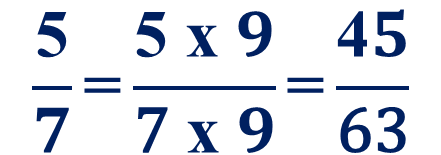 5/7 = 5 x 9/7 x 9 = 45/63